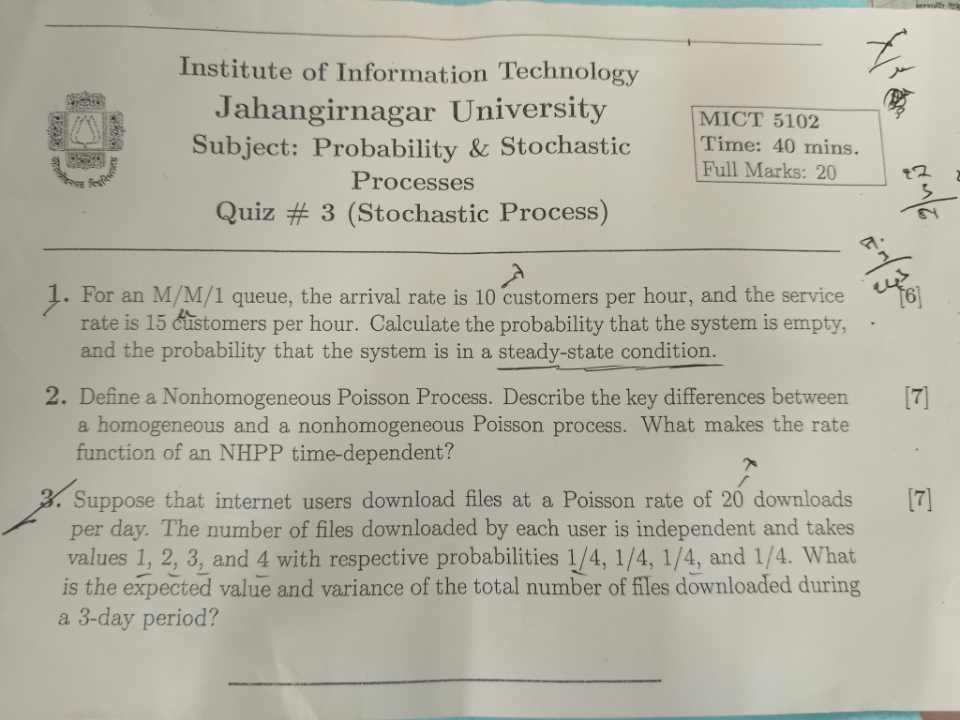 Institute of Information Technology
Jahangirnagar University
Subject: Probability & Stochastic
Processes
Quiz # 3 (Stochastic Process)
MICT 5102
Time: 40 mins.
Full Marks: 20
1. For an M/M/1 queue, the arrival rate is 10 customers per hour, and the service [6]
rate is 15 customers per hour. Calculate the probability that the system is empty,
and the probability that the system is in a steady-state condition.
2. Define a Nonhomogeneous Poisson Process. Describe the key differences between [7]
a homogeneous and a nonhomogeneous Poisson process. What makes the rate
function of an NHPP time-dependent?
λ
3. Suppose that internet users download files at a Poisson rate of 20 downloads [7]
per day. The number of files downloaded by each user is independent and takes
values 1, 2, 3, and 4 with respective probabilities 1/4, 1/4, 1/4, and 1/4. What
is the expected value and variance of the total number of files downloaded during
a 3-day period?